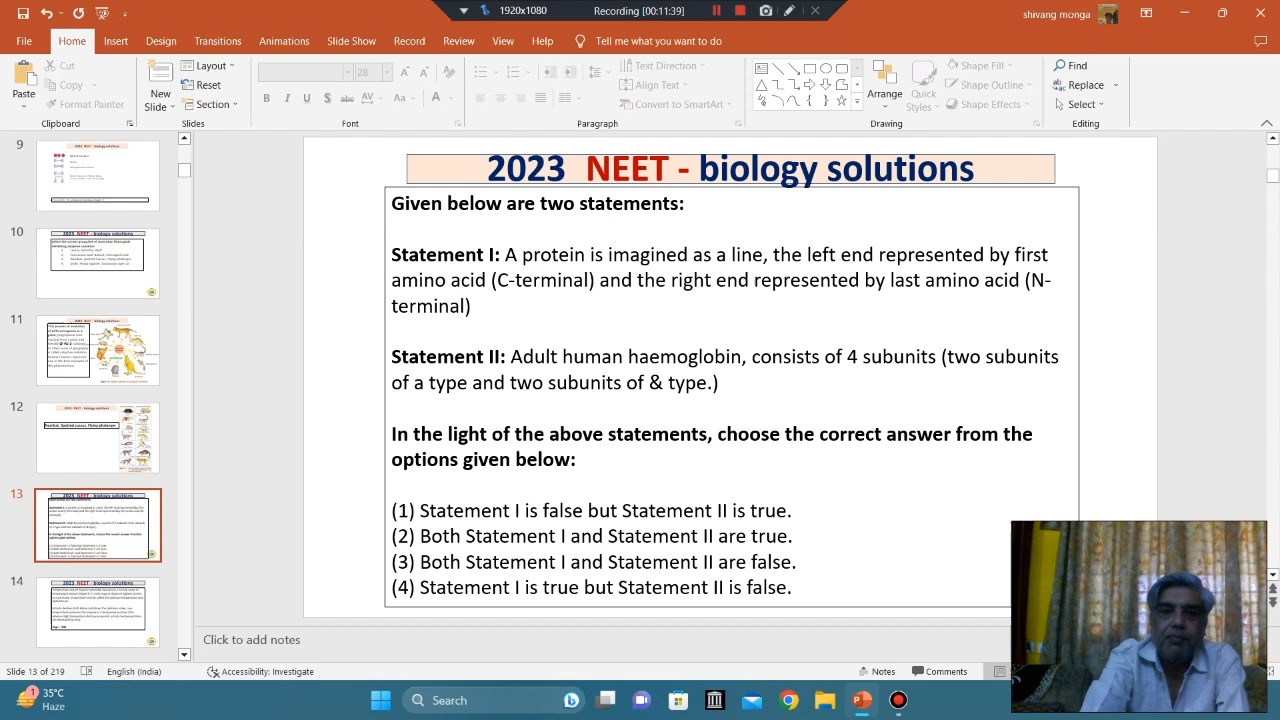 1920x1080
Recording [00:11:39]
shivang monga
File Home Insert Design Transitions Animations Slide Show Record Review View Help Tell me what you want to do
Cut
Copy
Format Painter
Paste
Clipboard
New Slide
Layout
Reset
Section
Slides
28
Font
Text Direction
Align Text
Convert to SmartArt
Paragraph
Arrange
Quick Styles
Shape Fill
Shape Outline
Shape Effects
Drawing
Find
Replace
Select
Editing
9
10
11
12
13
14
2023 NEET - biology solutions
Given below are two statements:
Statement I: A protein is imagined as a line, the left end represented by first
amino acid (C-terminal) and the right end represented by last amino acid (N-
terminal)
Statement II: Adult human haemoglobin, consists of 4 subunits (two subunits
of a type and two subunits of & type.)
In the light of the above statements, choose the correct answer from the
options given below:
(1) Statement I is false but Statement II is true.
(2) Both Statement I and Statement II are true.
(3) Both Statement I and Statement II are false.
(4) Statement I is true but Statement II is false.
Click to add notes
Slide 13 of 219 English (India) Accessibility: Investigate Notes Comments
35°C
Haze
Search